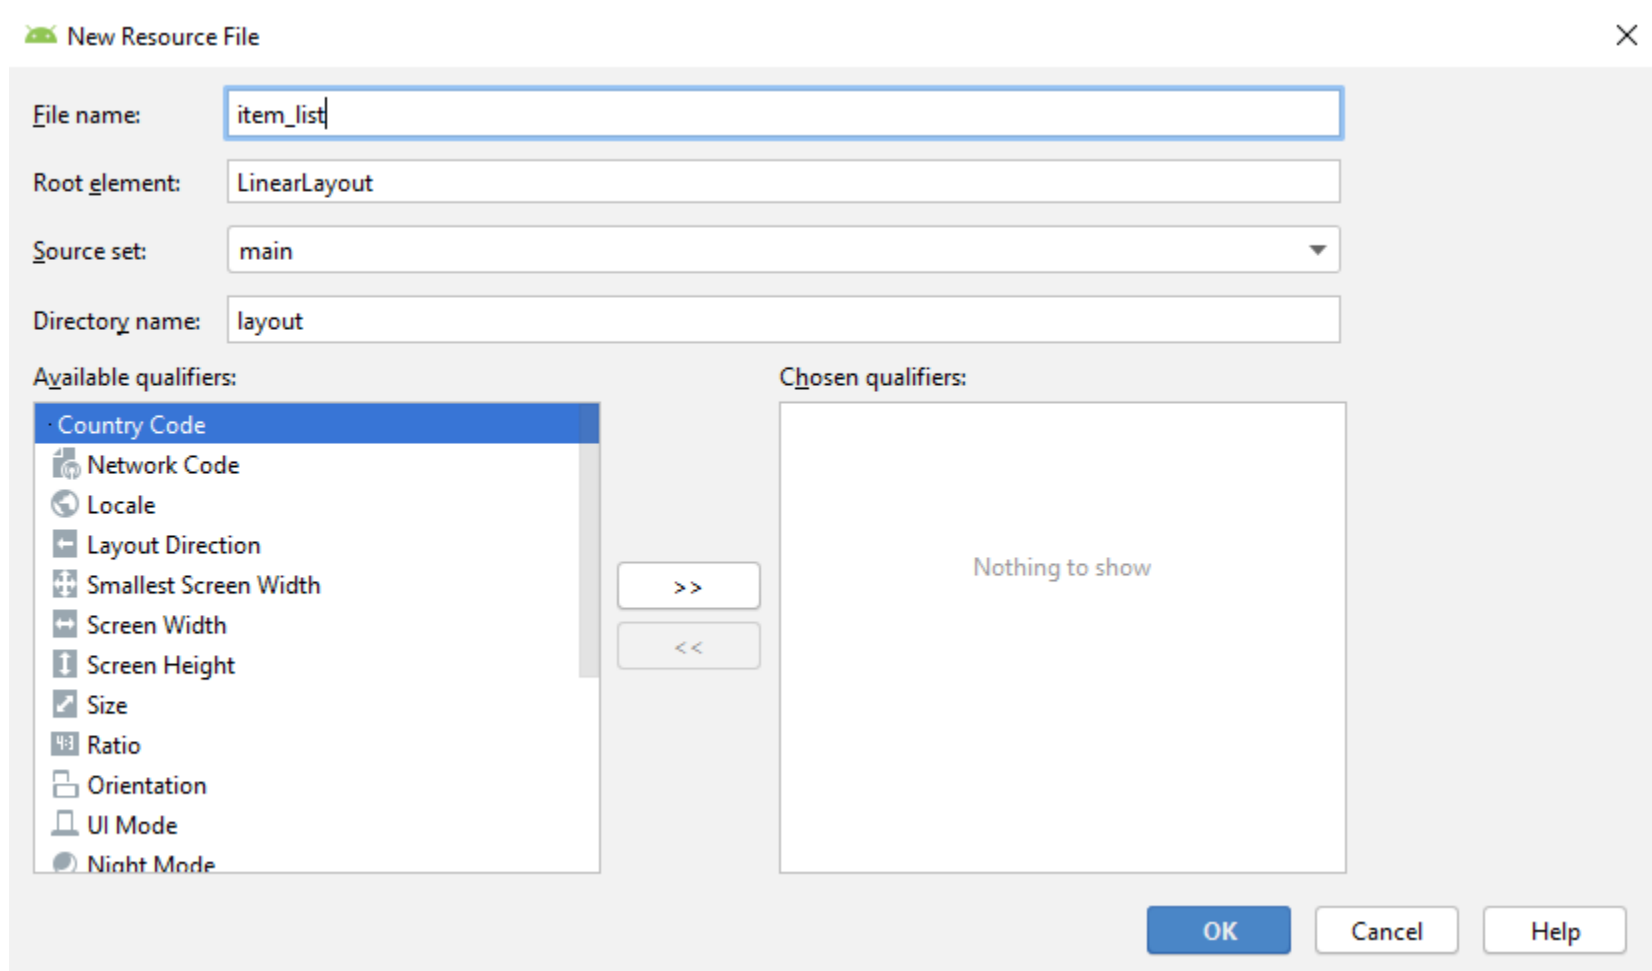 New Resource File
File name: item_list
Root element: LinearLayout
Source set: main
Directory name: layout
Available qualifiers:
Chosen qualifiers:
Country Code
Network Code
Locale
Layout Direction
Smallest Screen Width
Screen Width
Screen Height
Size
4:3 Ratio
Orientation
UI Mode
Night Mode
>>
<<
Nothing to show
OK Cancel Help